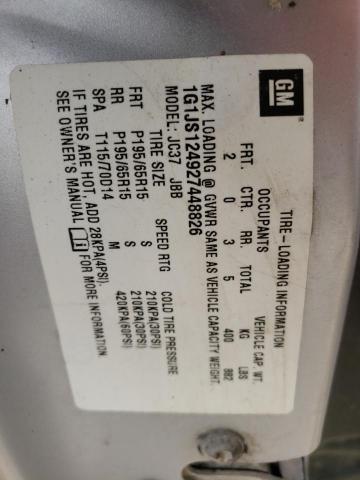 GM
TIRE-LOADING INFORMATION
OCCUPANTS VEHICLE CAP. WT.
FRT. CTR. RR. TOTAL KG LBS
2 0 3 5 400 882
MAX. LOADING @ GVWR SAME AS VEHICLE CAPACITY WEIGHT.
1G1JS124927448826
MODEL: JC37 JBB
TIRE SIZE SPEED RTG COLD TIRE PRESSURE
FRT P195/65R15 S 210KPA(30PSI)
RR P195/65R15 S 210KPA(30PSI)
SPA T115/70D14 M 420KPA(60PSI)
IF TIRES ARE HOT, ADD 28KPA(4PSI).
SEE OWNER'S MANUAL FOR MORE INFORMATION.